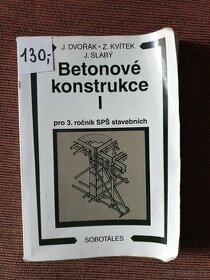 130,-
J. DVOŘÁK • Z. KVÍTEK
J. SLABÝ
Betonové
konstrukce
I
pro 3. ročník SPŠ stavebních
SOBOTÁLES